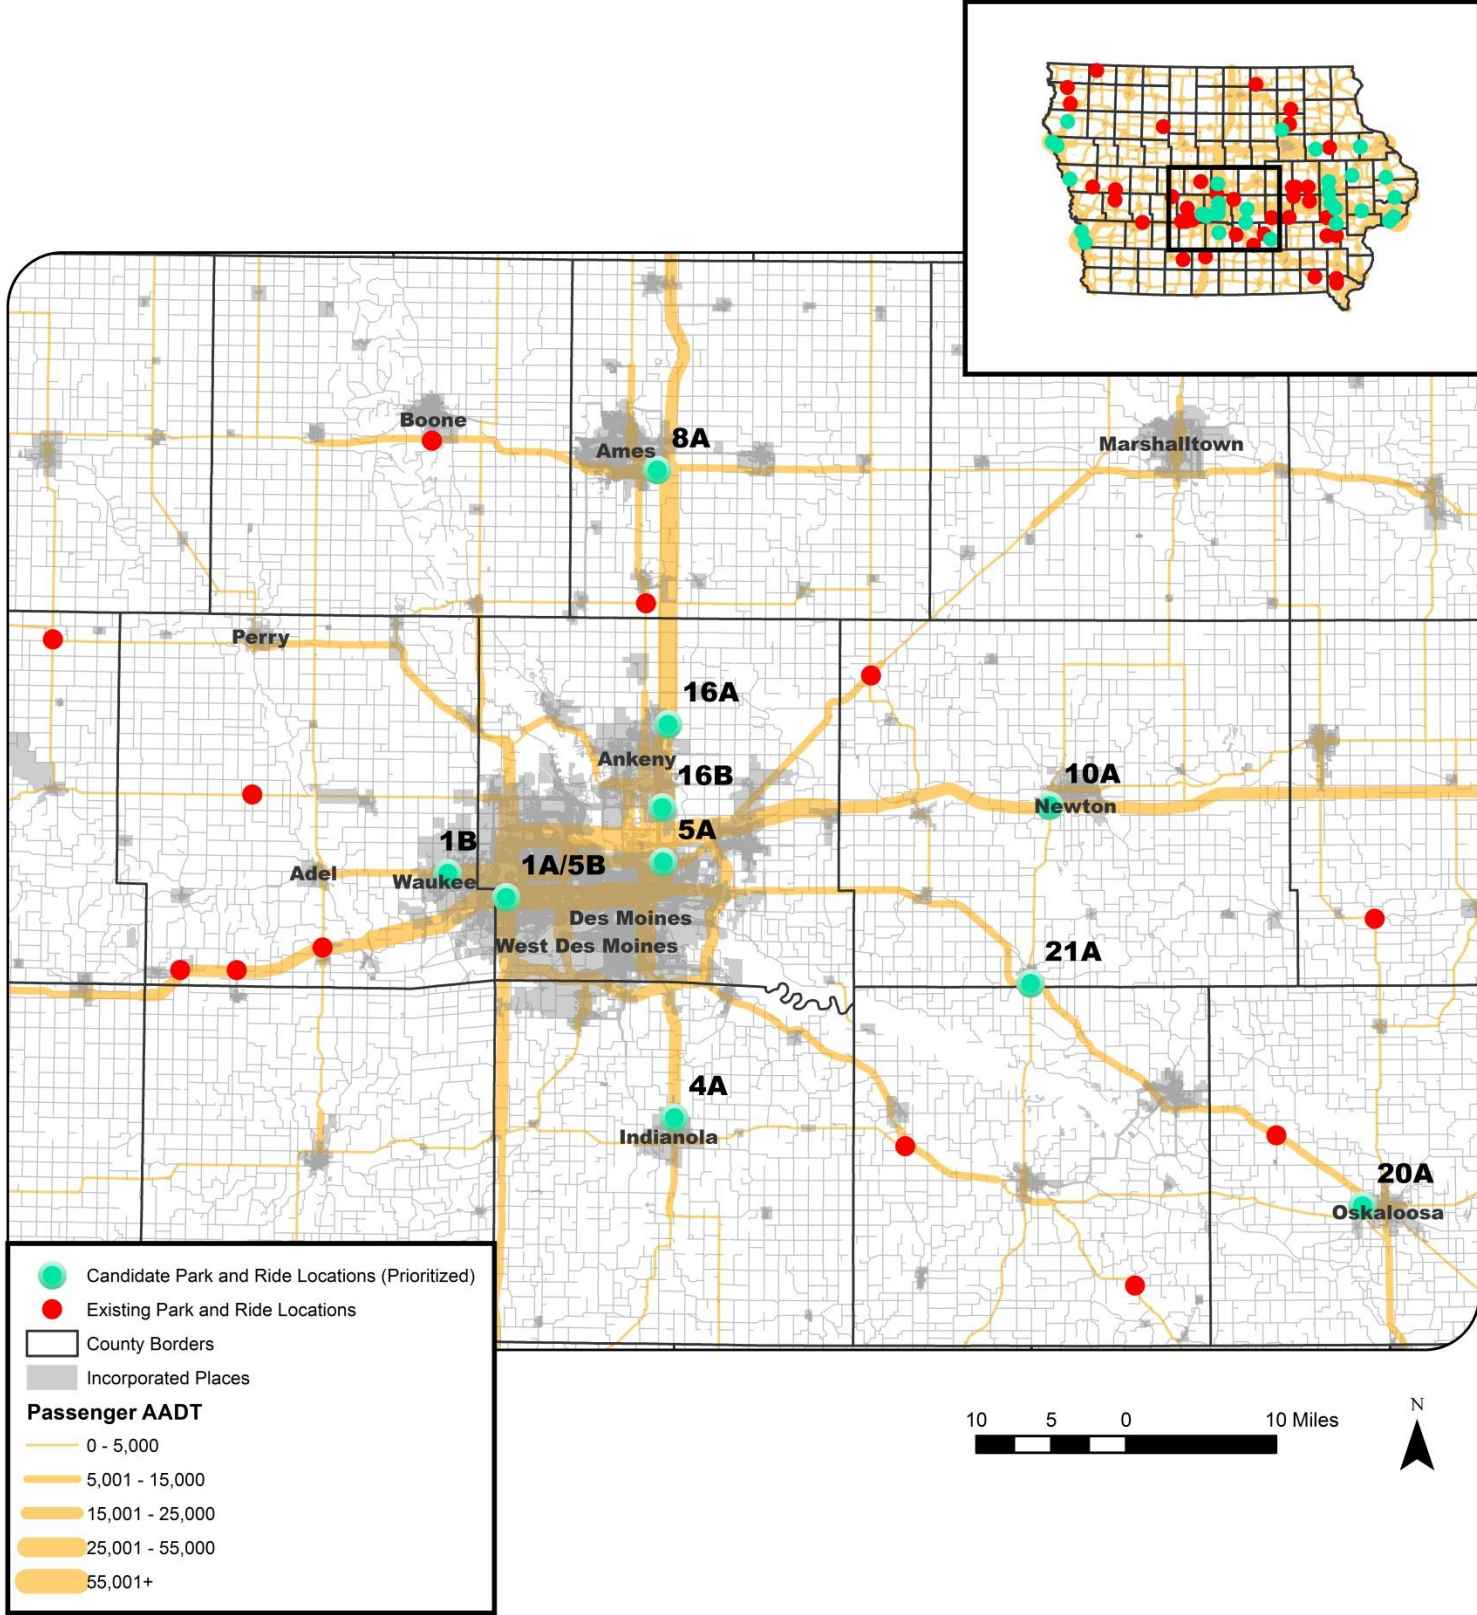 Boone
Ames
8A
Marshalltown
Perry
16A
Ankeny
16B
10A
Newton
5A
1B
1A/5B
Adel
Waukee
Des Moines
West Des Moines
21A
4A
Indianola
20A
Oskaloosa
Candidate Park and Ride Locations (Prioritized)
Existing Park and Ride Locations
County Borders
Incorporated Places
Passenger AADT
0 - 5,000
5,001 - 15,000
15,001 - 25,000
25,001 - 55,000
55,001+
10 5 0 10 Miles
N